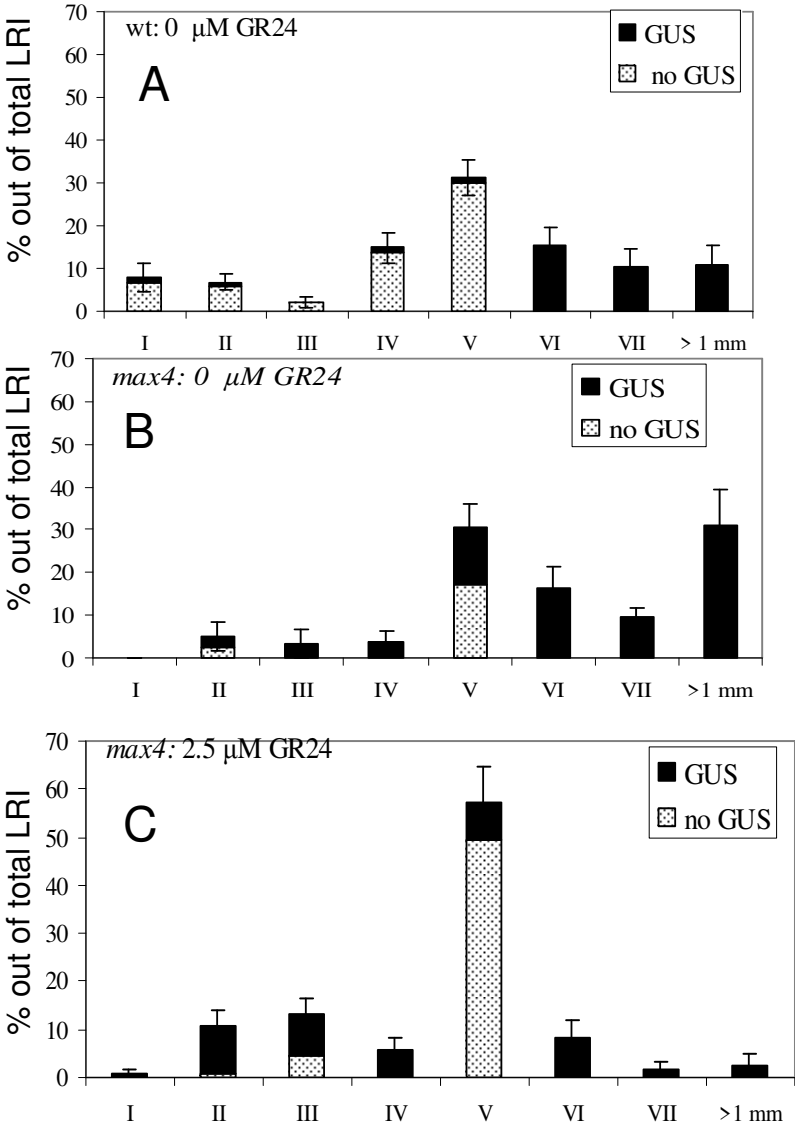 % out of total LRI
70
60
50
40
30
20
10
0
wt: 0 μM GR24
A
GUS
no GUS
I II III IV V VI VII > 1 mm
% out of total LRI
70
60
50
40
30
20
10
0
max4: 0 μM GR24
B
GUS
no GUS
I II III IV V VI VII >1 mm
% out of total LRI
70
60
50
40
30
20
10
0
max4: 2.5 μM GR24
C
GUS
no GUS
I II III IV V VI VII >1 mm